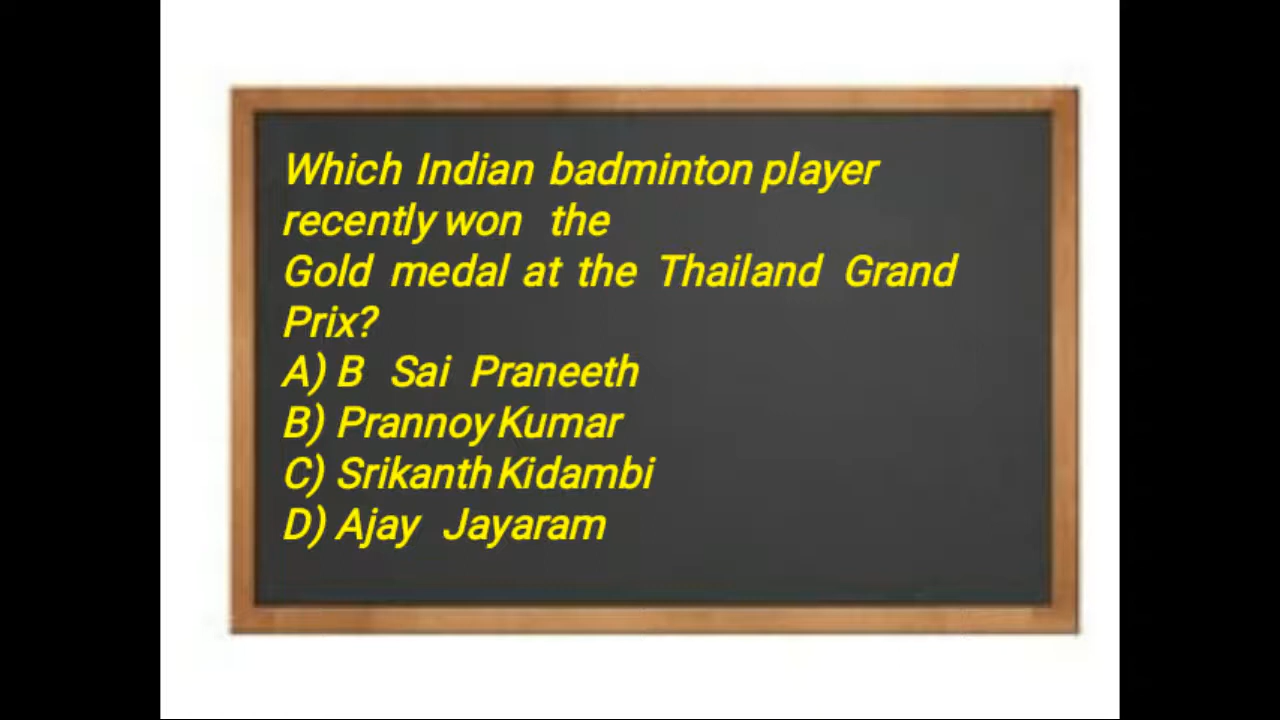 Which Indian badminton player
recently won the
Gold medal at the Thailand Grand
Prix?
A) B Sai Praneeth
B) Prannoy Kumar
C) Srikanth Kidambi
D) Ajay Jayaram